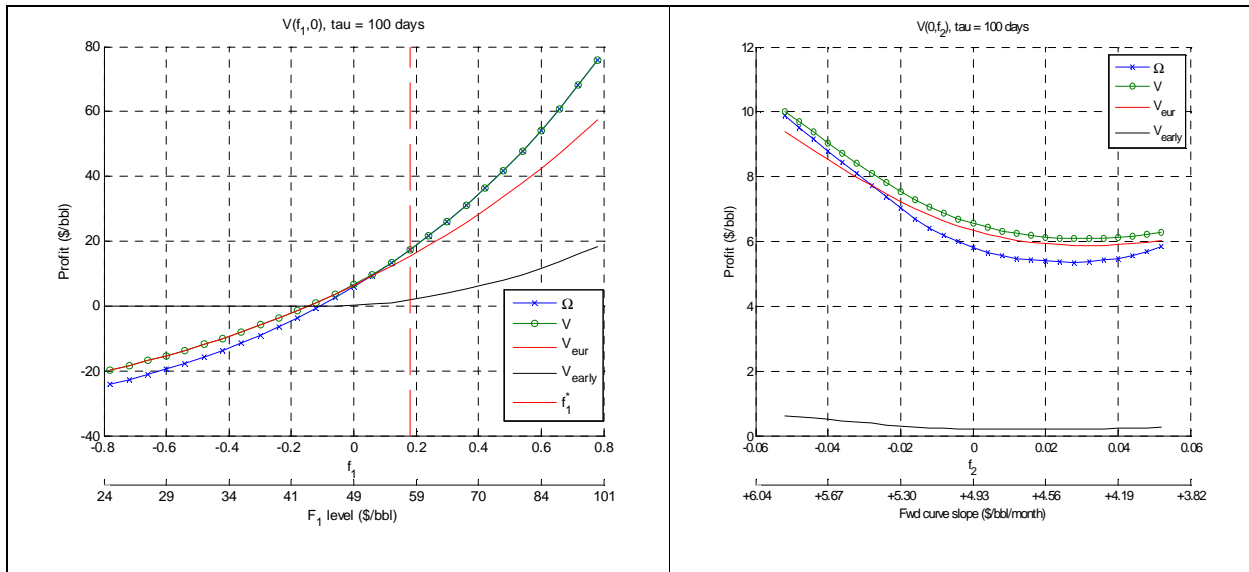 V(f1,0), tau = 100 days
80
60
40
20
0
-20
-40
Profit ($/bbl)
Ω
V
Veur
Vearly
f1*
-0.8
-0.6
-0.4
-0.2
0
0.2
0.4
0.6
0.8
f1
24
29
34
41
49
59
70
84
101
F1 level ($/bbl)
V(0,f2), tau = 100 days
12
10
8
6
4
2
0
Profit ($/bbl)
Ω
V
Veur
Vearly
-0.06
-0.04
-0.02
0
0.02
0.04
0.06
f2
+6.04
+5.67
+5.30
+4.93
+4.56
+4.19
+3.82
Fwd curve slope ($/bbl/month)